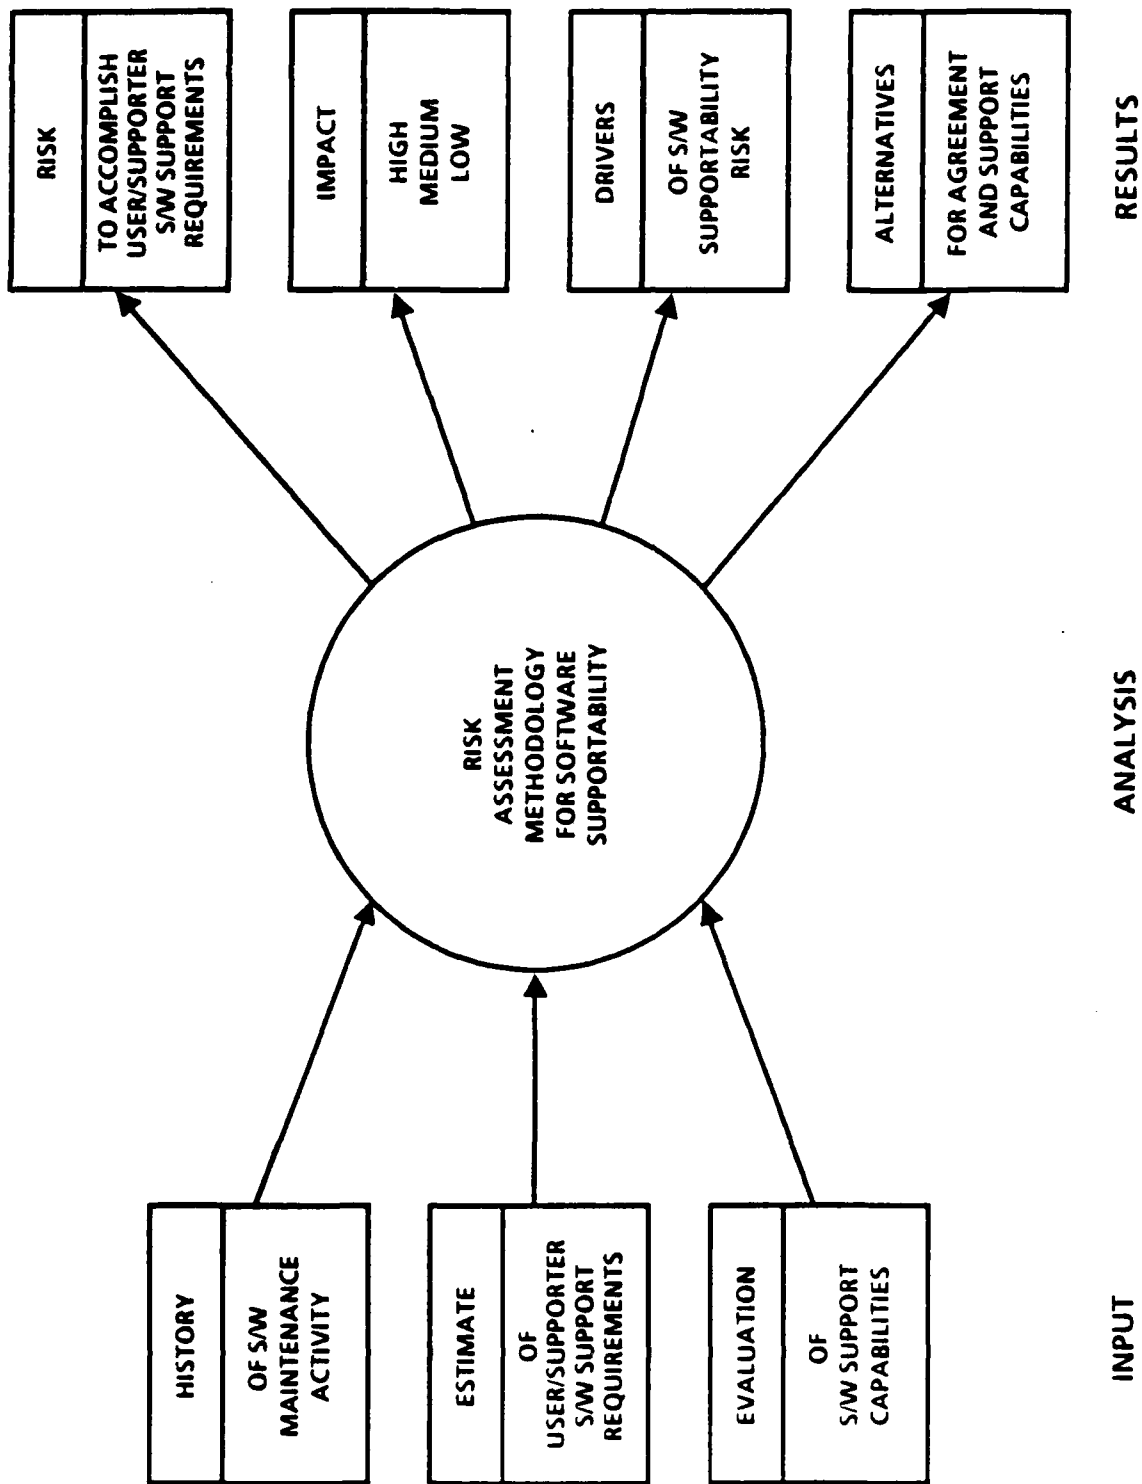 HISTORY
OF S/W
MAINTENANCE
ACTIVITY
ESTIMATE
OF
USER/SUPPORTER
S/W SUPPORT
REQUIREMENTS
EVALUATION
OF
S/W SUPPORT
CAPABILITIES
INPUT
RISK
ASSESSMENT
METHODOLOGY
FOR SOFTWARE
SUPPORTABILITY
ANALYSIS
RISK
TO ACCOMPLISH
USER/SUPPORTER
S/W SUPPORT
REQUIREMENTS
IMPACT
HIGH
MEDIUM
LOW
DRIVERS
OF S/W
SUPPORTABILITY
RISK
ALTERNATIVES
FOR AGREEMENT
AND SUPPORT
CAPABILITIES
RESULTS